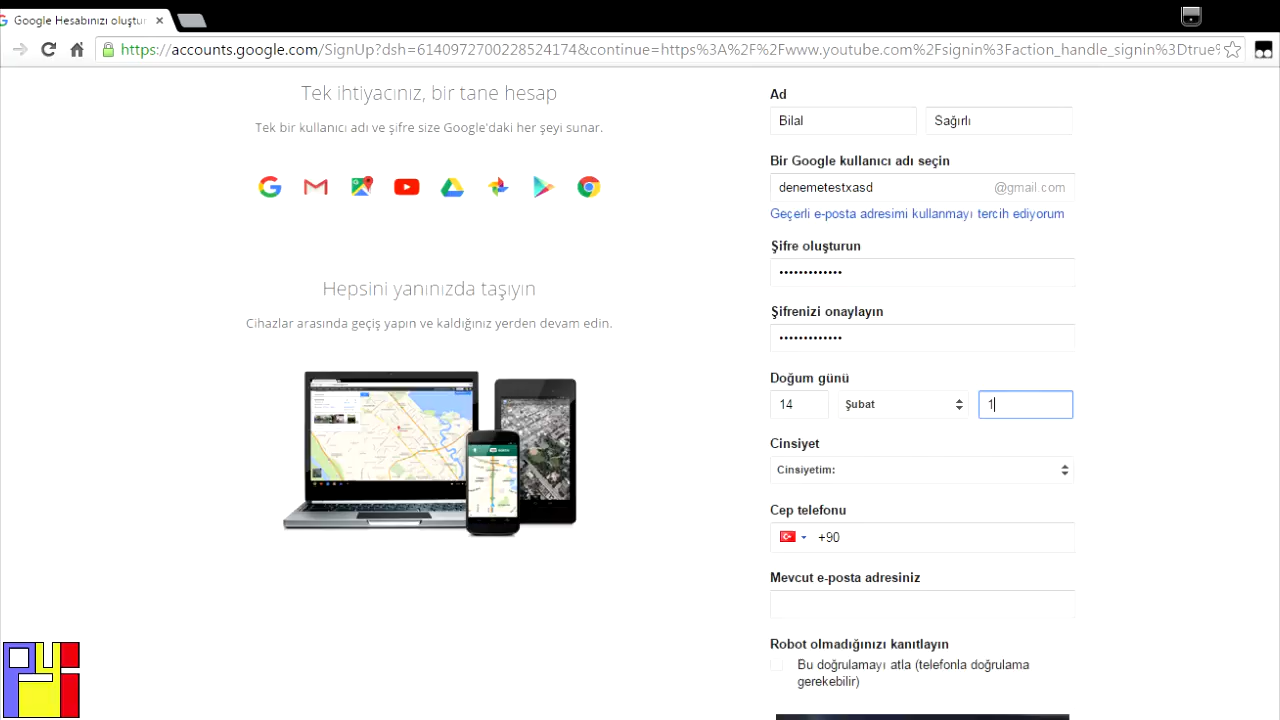 Google Hesabınızı oluştur
https://accounts.google.com/SignUp?dsh=6140972700228524174&continue=https%3A%2F%2Fwww.youtube.com%2Fsignin%3Faction_handle_signin%3Dtrue%
Tek ihtiyacınız, bir tane hesap
Tek bir kullanıcı adı ve şifre size Google'daki her şeyi sunar.
Hepsini yanınızda taşıyın
Cihazlar arasında geçiş yapın ve kaldığınız yerden devam edin.
Ad
Bilal Sağırlı
Bir Google kullanıcı adı seçin
denemetestxasd @gmail.com
Geçerli e-posta adresimi kullanmayı tercih ediyorum
Şifre oluşturun
•••••••••••••
Şifrenizi onaylayın
•••••••••••••
Doğum günü
14 Şubat 1
Cinsiyet
Cinsiyetim:
Cep telefonu
+90
Mevcut e-posta adresiniz
Robot olmadığınızı kanıtlayın
Bu doğrulamayı atla (telefonla doğrulama
gerekebilir)